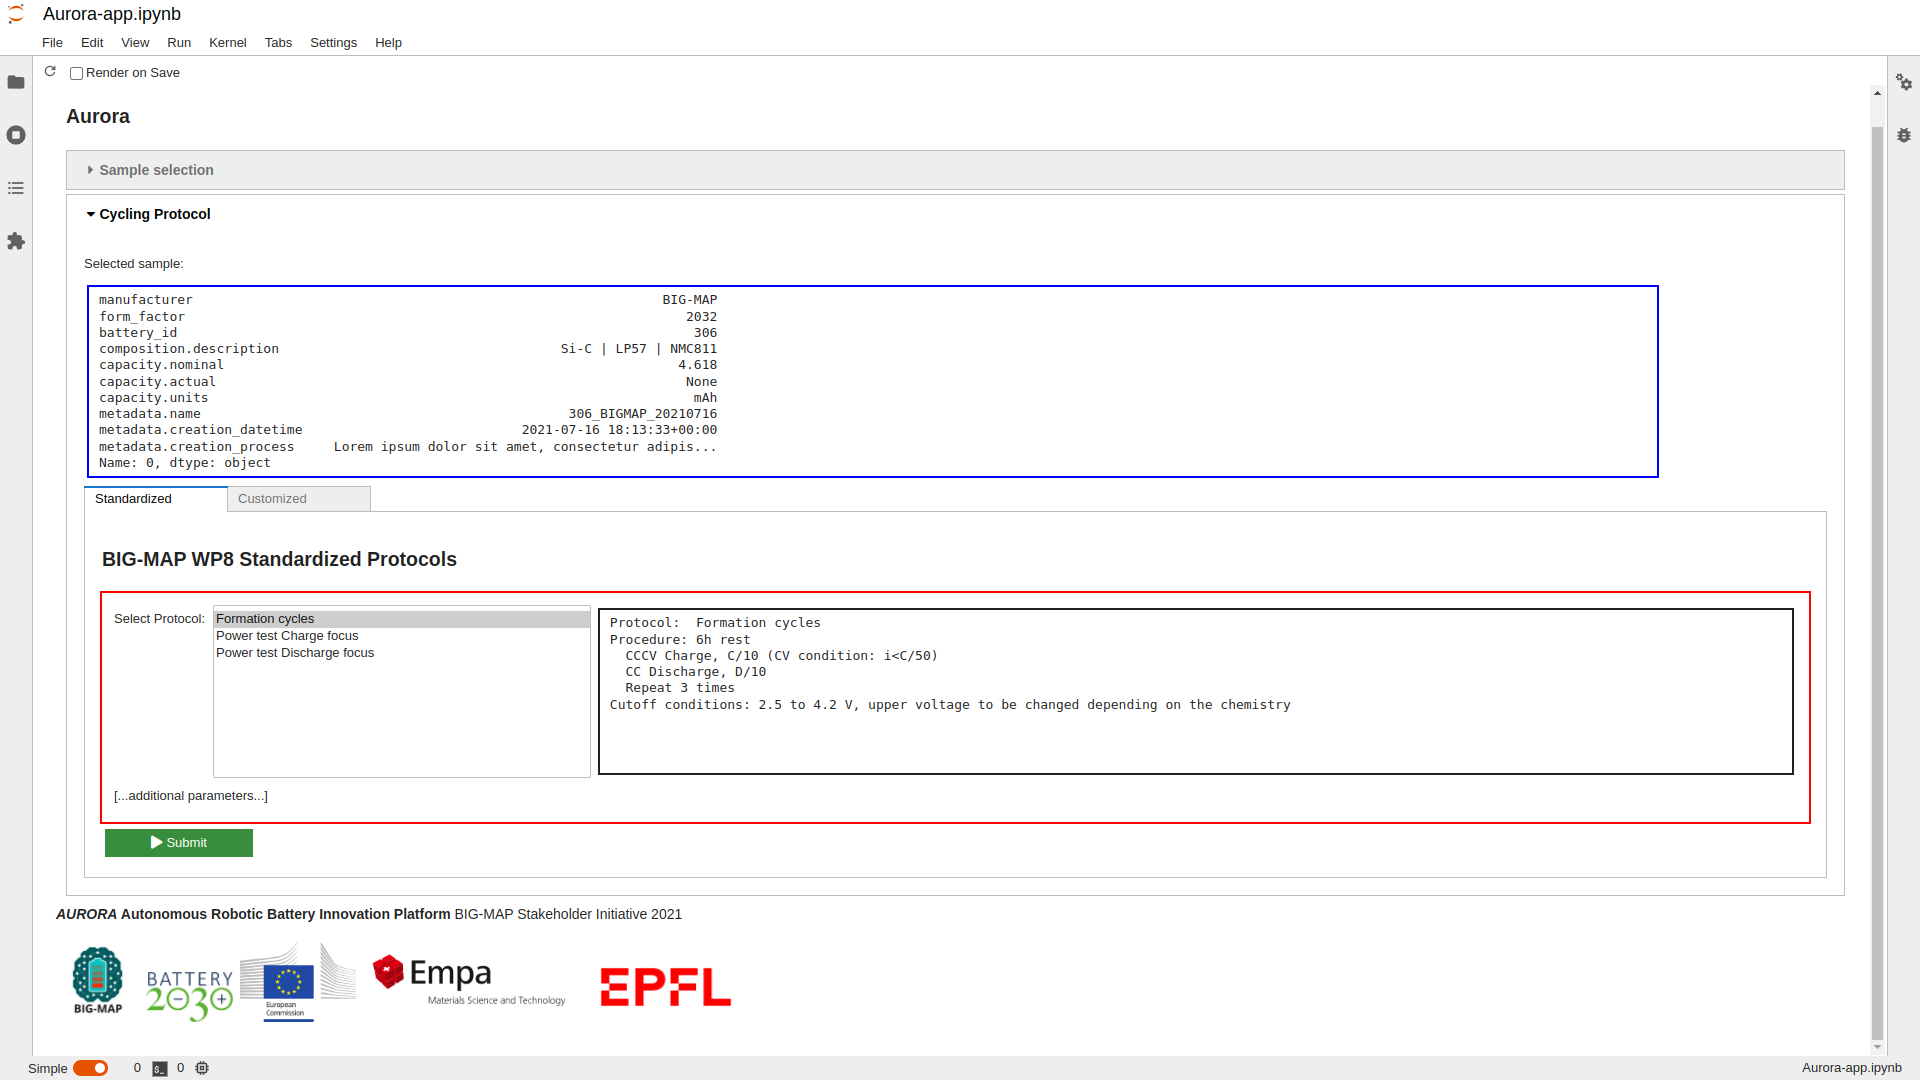 Aurora-app.ipynb
File Edit View Run Kernel Tabs Settings Help
Render on Save
Aurora
Sample selection
Cycling Protocol
Selected sample:
manufacturer BIG-MAP
form_factor 2032
battery_id 306
composition.description Si-C | LP57 | NMC811
capacity.nominal 4.618
capacity.actual None
capacity.units mAh
metadata.name 306_BIGMAP_20210716
metadata.creation_datetime 2021-07-16 18:13:33+00:00
metadata.creation_process Lorem ipsum dolor sit amet, consectetur adipis...
Name: 0, dtype: object
Standardized Customized
BIG-MAP WP8 Standardized Protocols
Select Protocol:
Formation cycles
Power test Charge focus
Power test Discharge focus
Protocol:  Formation cycles
Procedure: 6h rest
CCCV Charge, C/10 (CV condition: i<C/50)
CC Discharge, D/10
Repeat 3 times
Cutoff conditions: 2.5 to 4.2 V, upper voltage to be changed depending on the chemistry
[...additional parameters...]
Submit
AURORA Autonomous Robotic Battery Innovation Platform BIG-MAP Stakeholder Initiative 2021
BIG-MAP
BATTERY
2030
European
Commission
Empa
Materials Science and Technology
EPFL
Simple 0 $_ 0 Aurora-app.ipynb